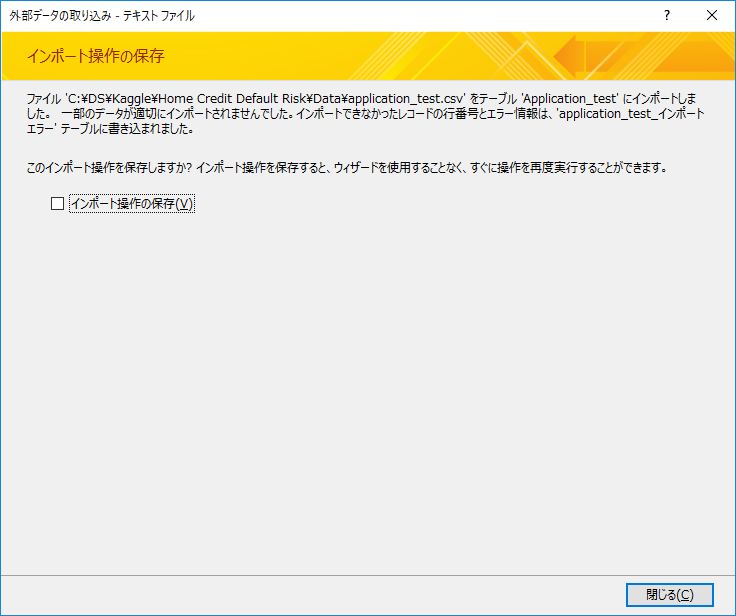 外部データの取り込み - テキスト ファイル
?
インポート操作の保存
ファイル 'C:¥DS¥Kaggle¥Home Credit Default Risk¥Data¥application_test.csv' をテーブル 'Application_test' にインポートしま
した。 一部のデータが適切にインポートされませんでした。インポートできなかったレコードの行番号とエラー情報は、'application_test_インポート
エラー' テーブルに書き込まれました。
このインポート操作を保存しますか? インポート操作を保存すると、ウィザードを使用することなく、すぐに操作を再度実行することができます。
インポート操作の保存(V)
閉じる(C)